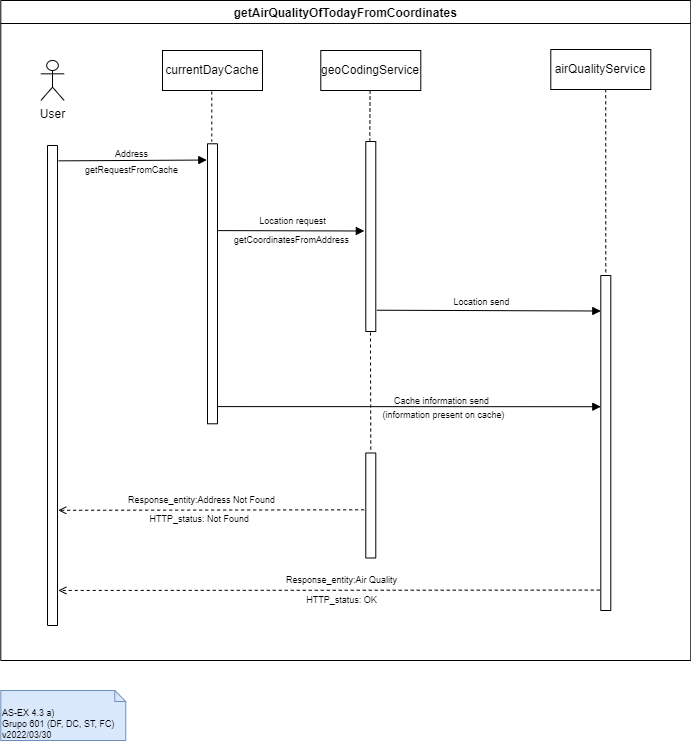 getAirQualityOfTodayFromCoordinates
currentDayCache
geoCodingService
airQualityService
User
Address
getRequestFromCache
Location request
getCoordinatesFromAddress
Location send
Cache information send
(information present on cache)
Response_entity:Address Not Found
HTTP_status: Not Found
Response_entity:Air Quality
HTTP_status: OK
AS-EX 4.3 a)
Grupo 601 (DF, DC, ST, FC)
v2022/03/30